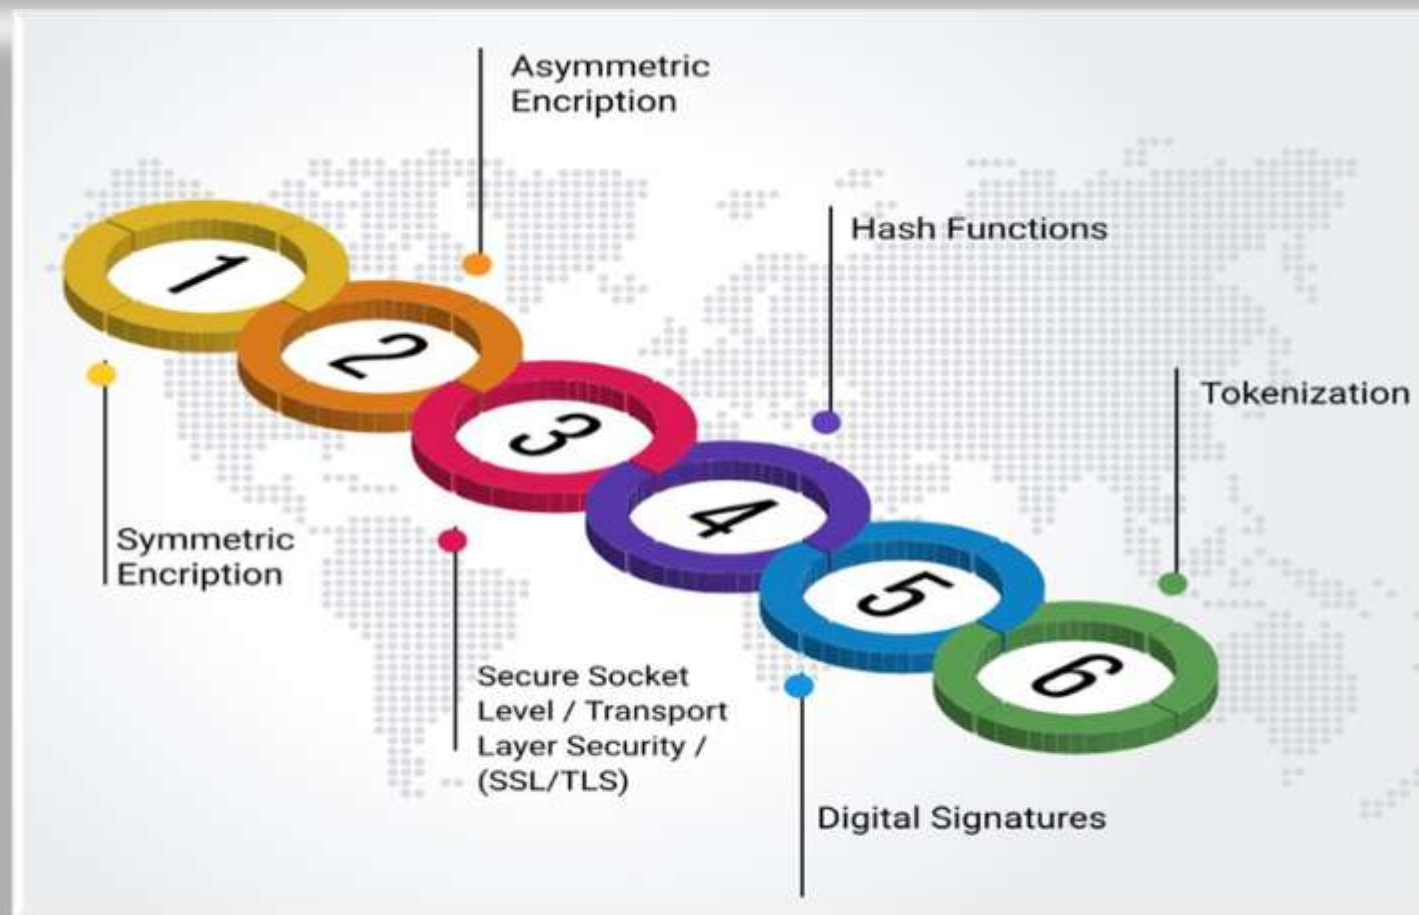 1
Symmetric
Encription
2
Asymmetric
Encription
3
Secure Socket
Level / Transport
Layer Security /
(SSL/TLS)
4
Hash Functions
5
Digital Signatures
6
Tokenization